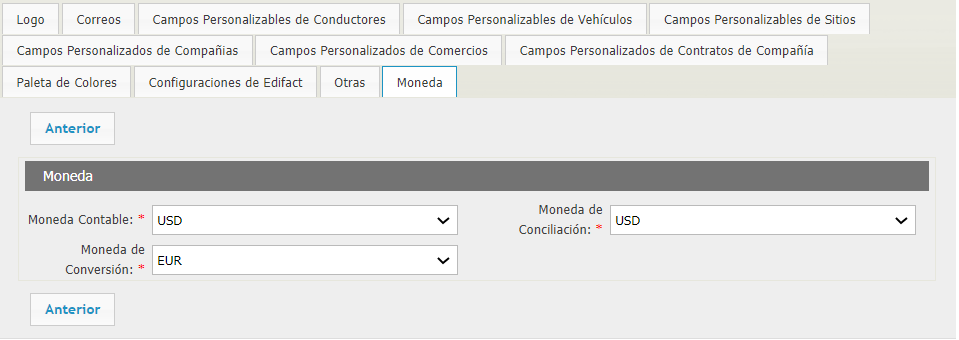 Logo Correos Campos Personalizables de Conductores Campos Personalizables de Vehículos Campos Personalizables de Sitios
Campos Personalizados de Compañias Campos Personalizados de Comercios Campos Personalizados de Contratos de Compañía
Paleta de Colores Configuraciones de Edifact Otras Moneda
Anterior
Moneda
Moneda Contable: * USD
Moneda de
Conciliación: * USD
Moneda de
Conversión: * EUR
Anterior